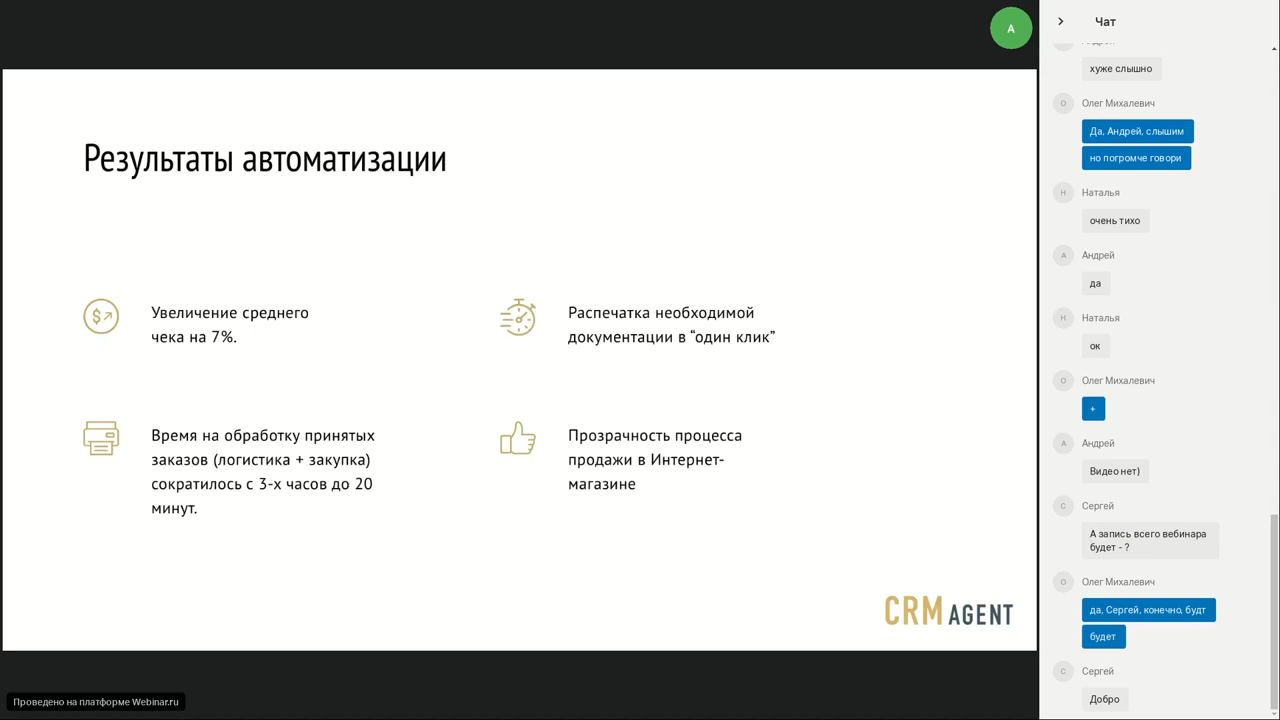 А
Результаты автоматизации
Увеличение среднего
чека на 7%.
Распечатка необходимой
документации в “один клик”
Время на обработку принятых
заказов (логистика + закупка)
сократилось с 3-х часов до 20
минут.
Прозрачность процесса
продажи в Интернет-
магазине
CRM AGENT
Проведено на платформе Webinar.ru
Чат
хуже слышно
О
Олег Михалевич
Да, Андрей, слышим
но погромче говори
Н
Наталья
очень тихо
А
Андрей
да
Н
Наталья
ок
О
Олег Михалевич
+
А
Андрей
Видео нет)
С
Сергей
А запись всего вебинара
будет - ?
О
Олег Михалевич
да, Сергей, конечно, будт
будет
С
Сергей
Добро